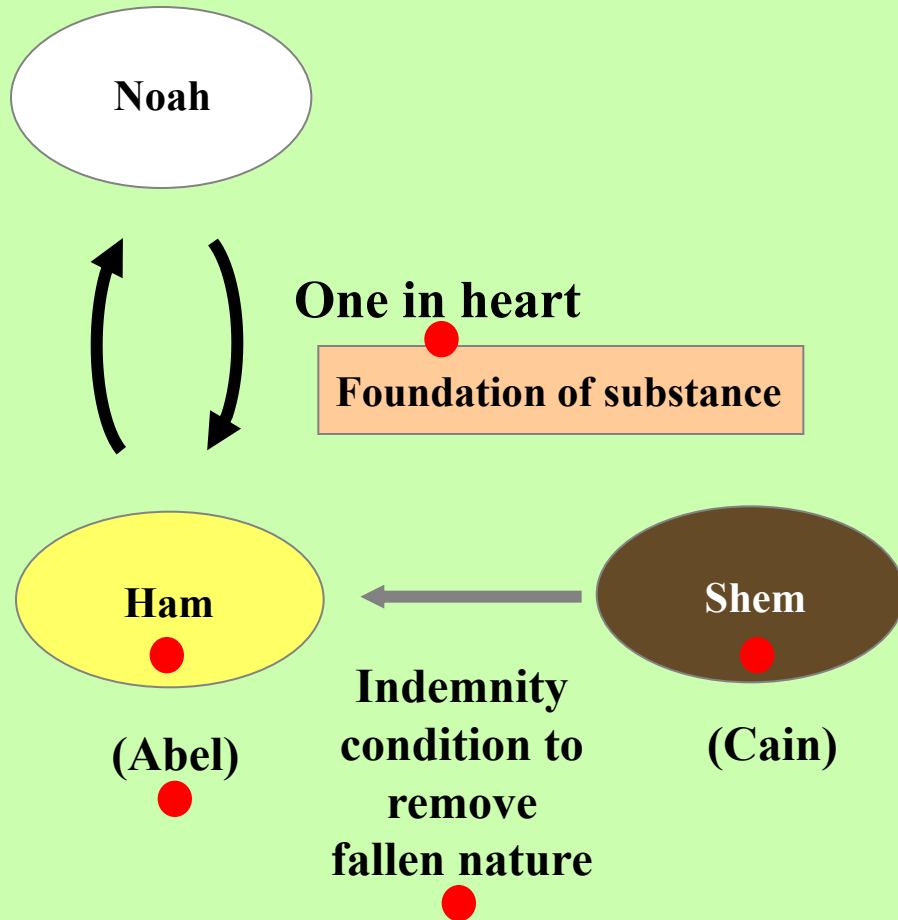 Noah
One in heart
Foundation of substance
Ham
Shem
(Abel)
Indemnity
condition to
remove
fallen nature
(Cain)